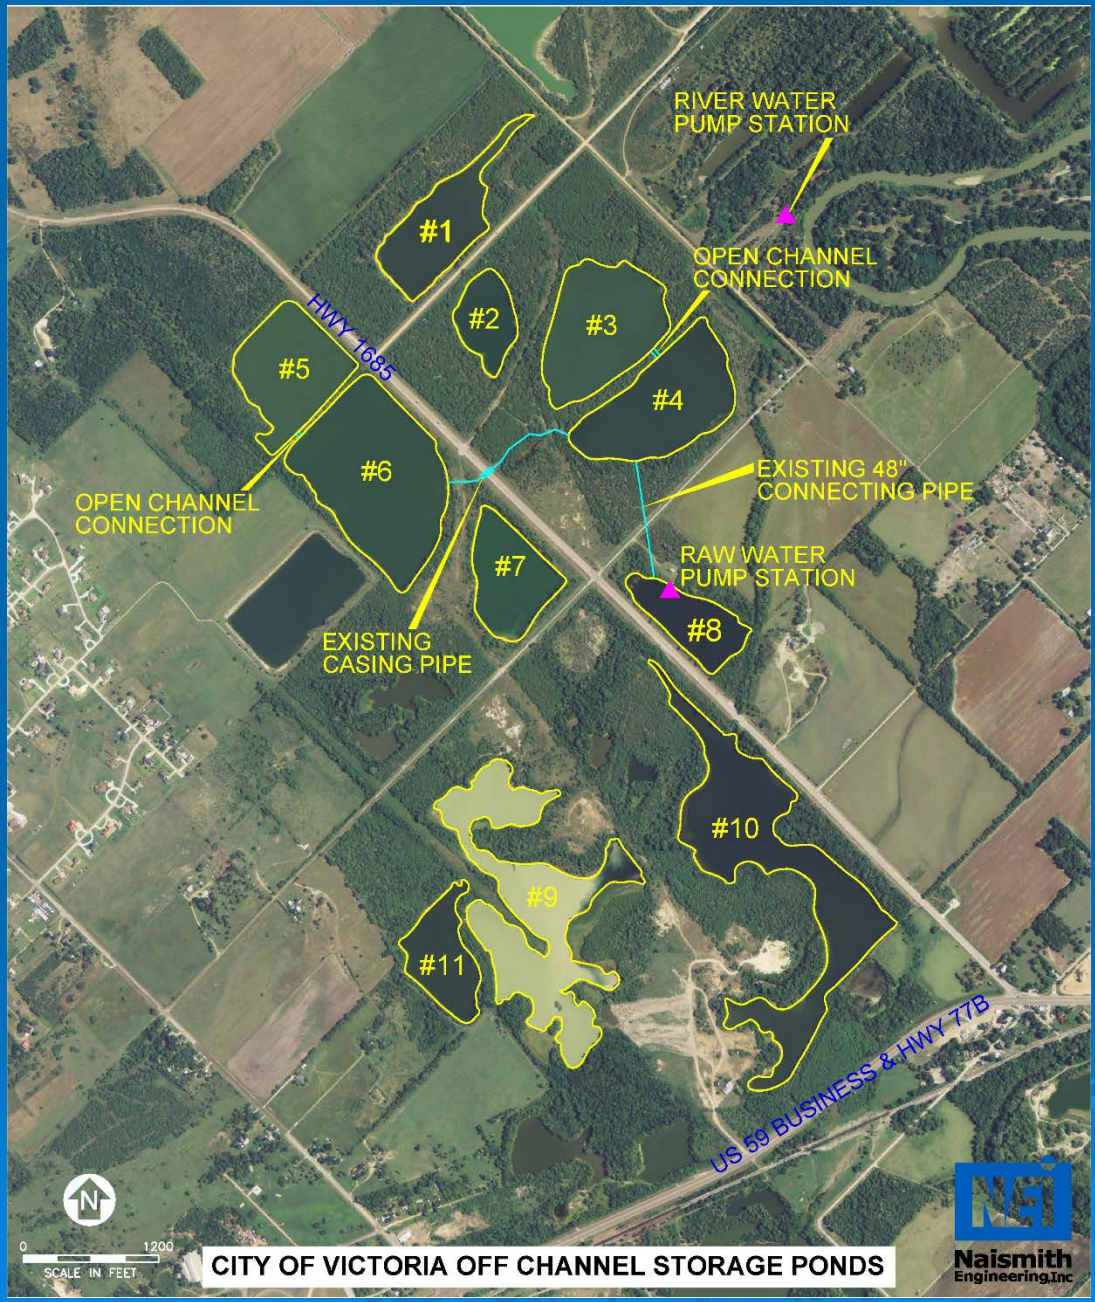 RIVER WATER
PUMP STATION
#1
OPEN CHANNEL
CONNECTION
#2
#3
HWY 1685
#5
#4
#6
EXISTING 48"
CONNECTING PIPE
OPEN CHANNEL
CONNECTION
#7
RAW WATER
PUMP STATION
#8
EXISTING
CASING PIPE
#10
#9
#11
US 59 BUSINESS & HWY 77B
N
0 1200
SCALE IN FEET
CITY OF VICTORIA OFF CHANNEL STORAGE PONDS
NEi
Naismith
Engineering,Inc